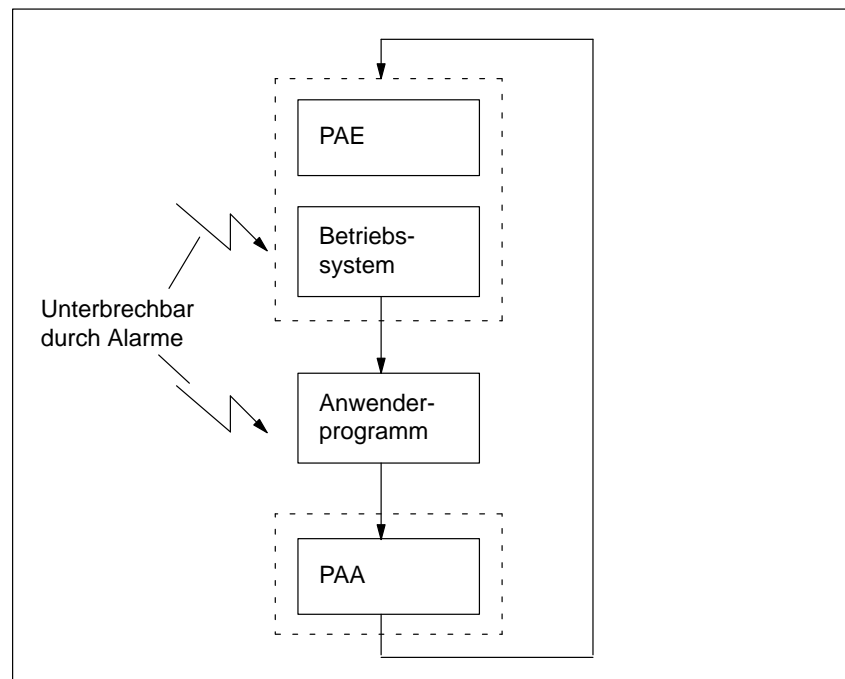 PAE
Betriebs-
system
Unterbrechbar
durch Alarme
Anwender-
programm
PAA